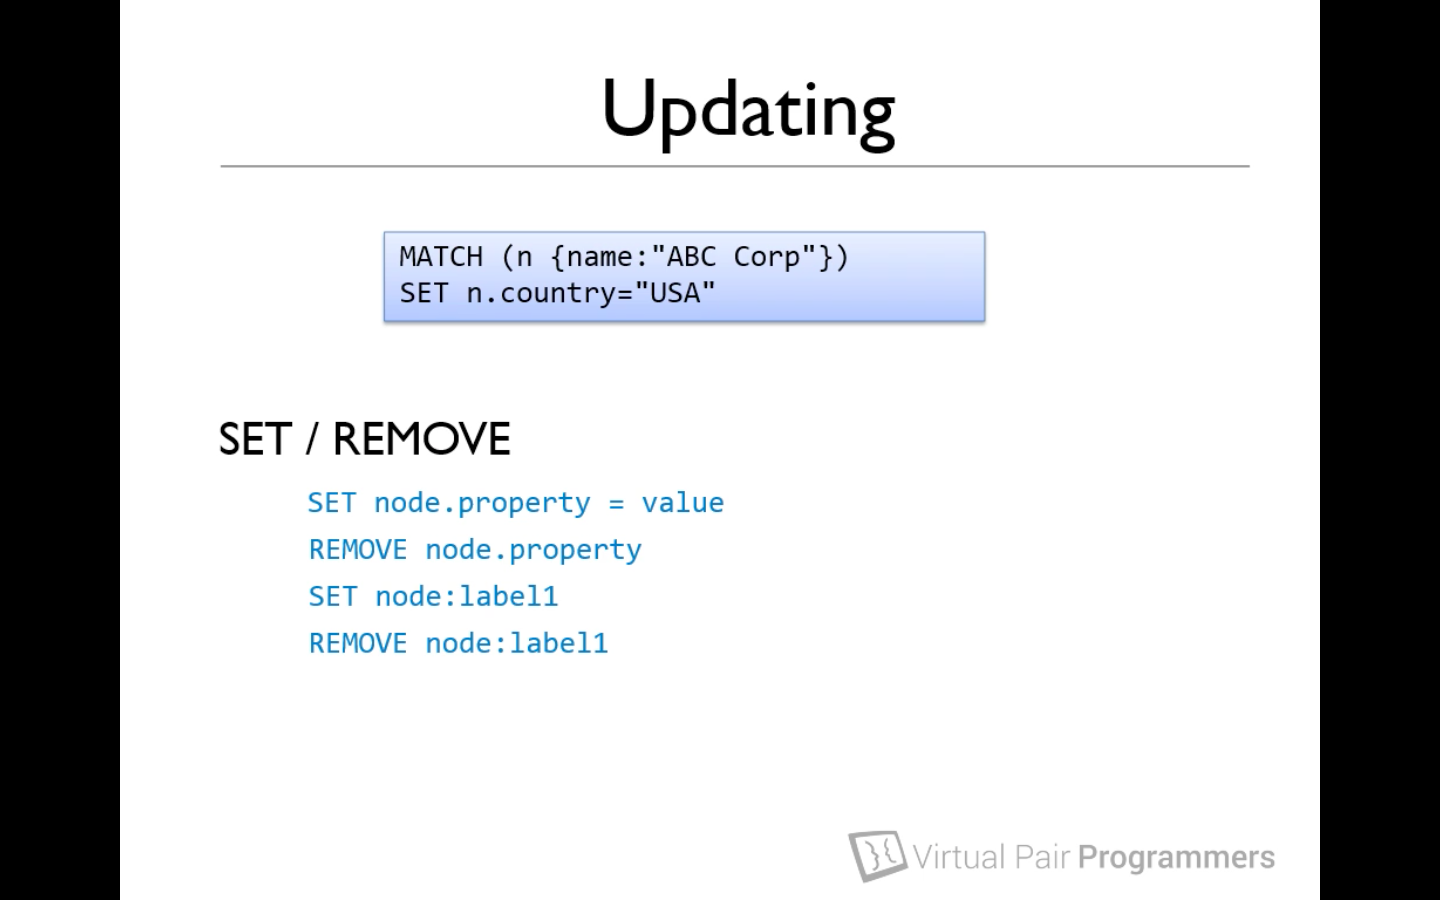 Updating
MATCH (n {name:"ABC Corp"})
SET n.country="USA"
SET / REMOVE
SET node.property = value
REMOVE node.property
SET node:label1
REMOVE node:label1
Virtual Pair Programmers